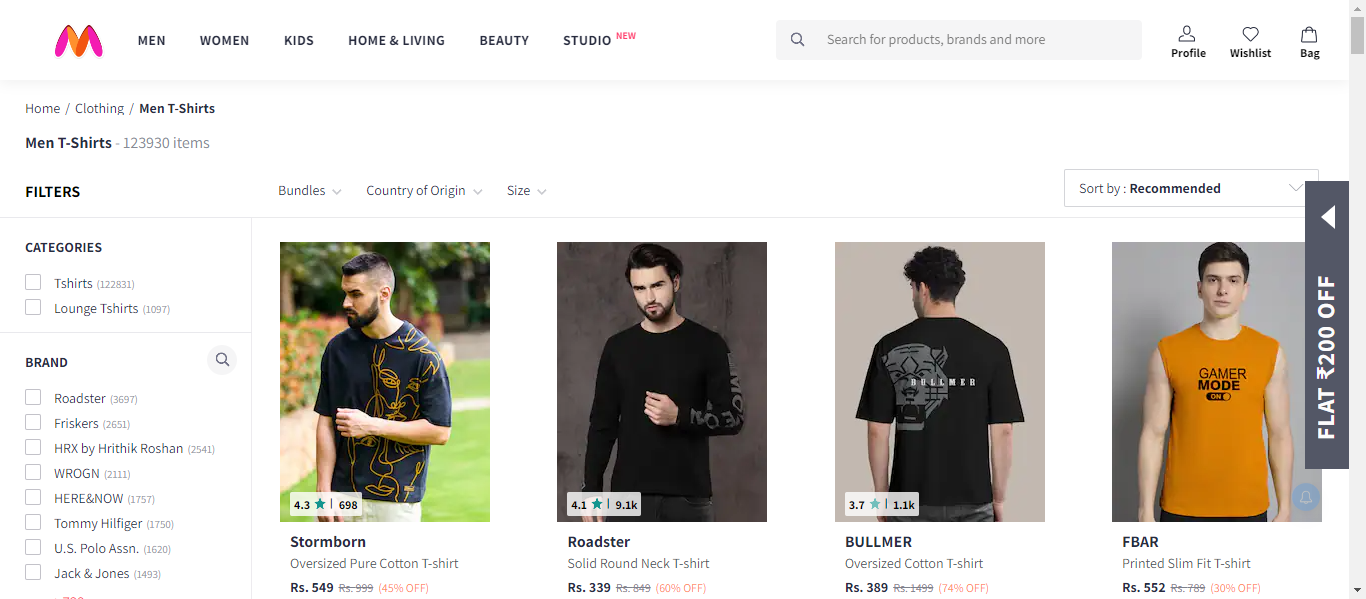 MEN WOMEN KIDS HOME & LIVING BEAUTY STUDIO NEW Search for products, brands and more Profile Wishlist Bag
Home / Clothing / Men T-Shirts
Men T-Shirts - 123930 items
FILTERS Bundles Country of Origin Size Sort by : Recommended
CATEGORIES
Tshirts (122831)
Lounge Tshirts (1097)
BRAND
Roadster (3697)
Friskers (2651)
HRX by Hrithik Roshan (2541)
WROGN (2111)
HERE&NOW (1757)
Tommy Hilfiger (1750)
U.S. Polo Assn. (1620)
Jack & Jones (1493)
BULLMER
GAMER
MODE
ON
FLAT ₹200 OFF
4.3 | 698 4.1 | 9.1k 3.7 | 1.1k
Stormborn Roadster BULLMER FBAR
Oversized Pure Cotton T-shirt Solid Round Neck T-shirt Oversized Cotton T-shirt Printed Slim Fit T-shirt
Rs. 549 Rs. 999 (45% OFF) Rs. 339 Rs. 849 (60% OFF) Rs. 389 Rs. 1499 (74% OFF) Rs. 552 Rs. 789 (30% OFF)